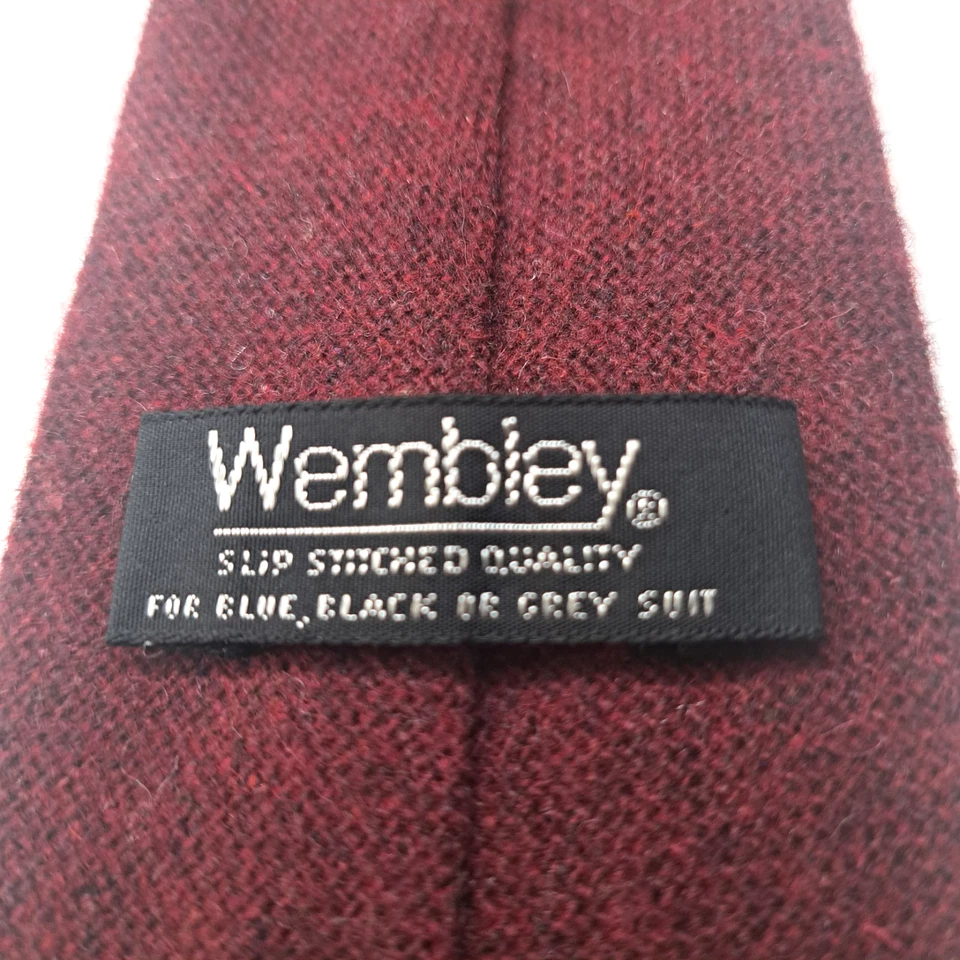 Wembley®
SLIP STITCHED QUALITY
FOR BLUE, BLACK OR GREY SUIT